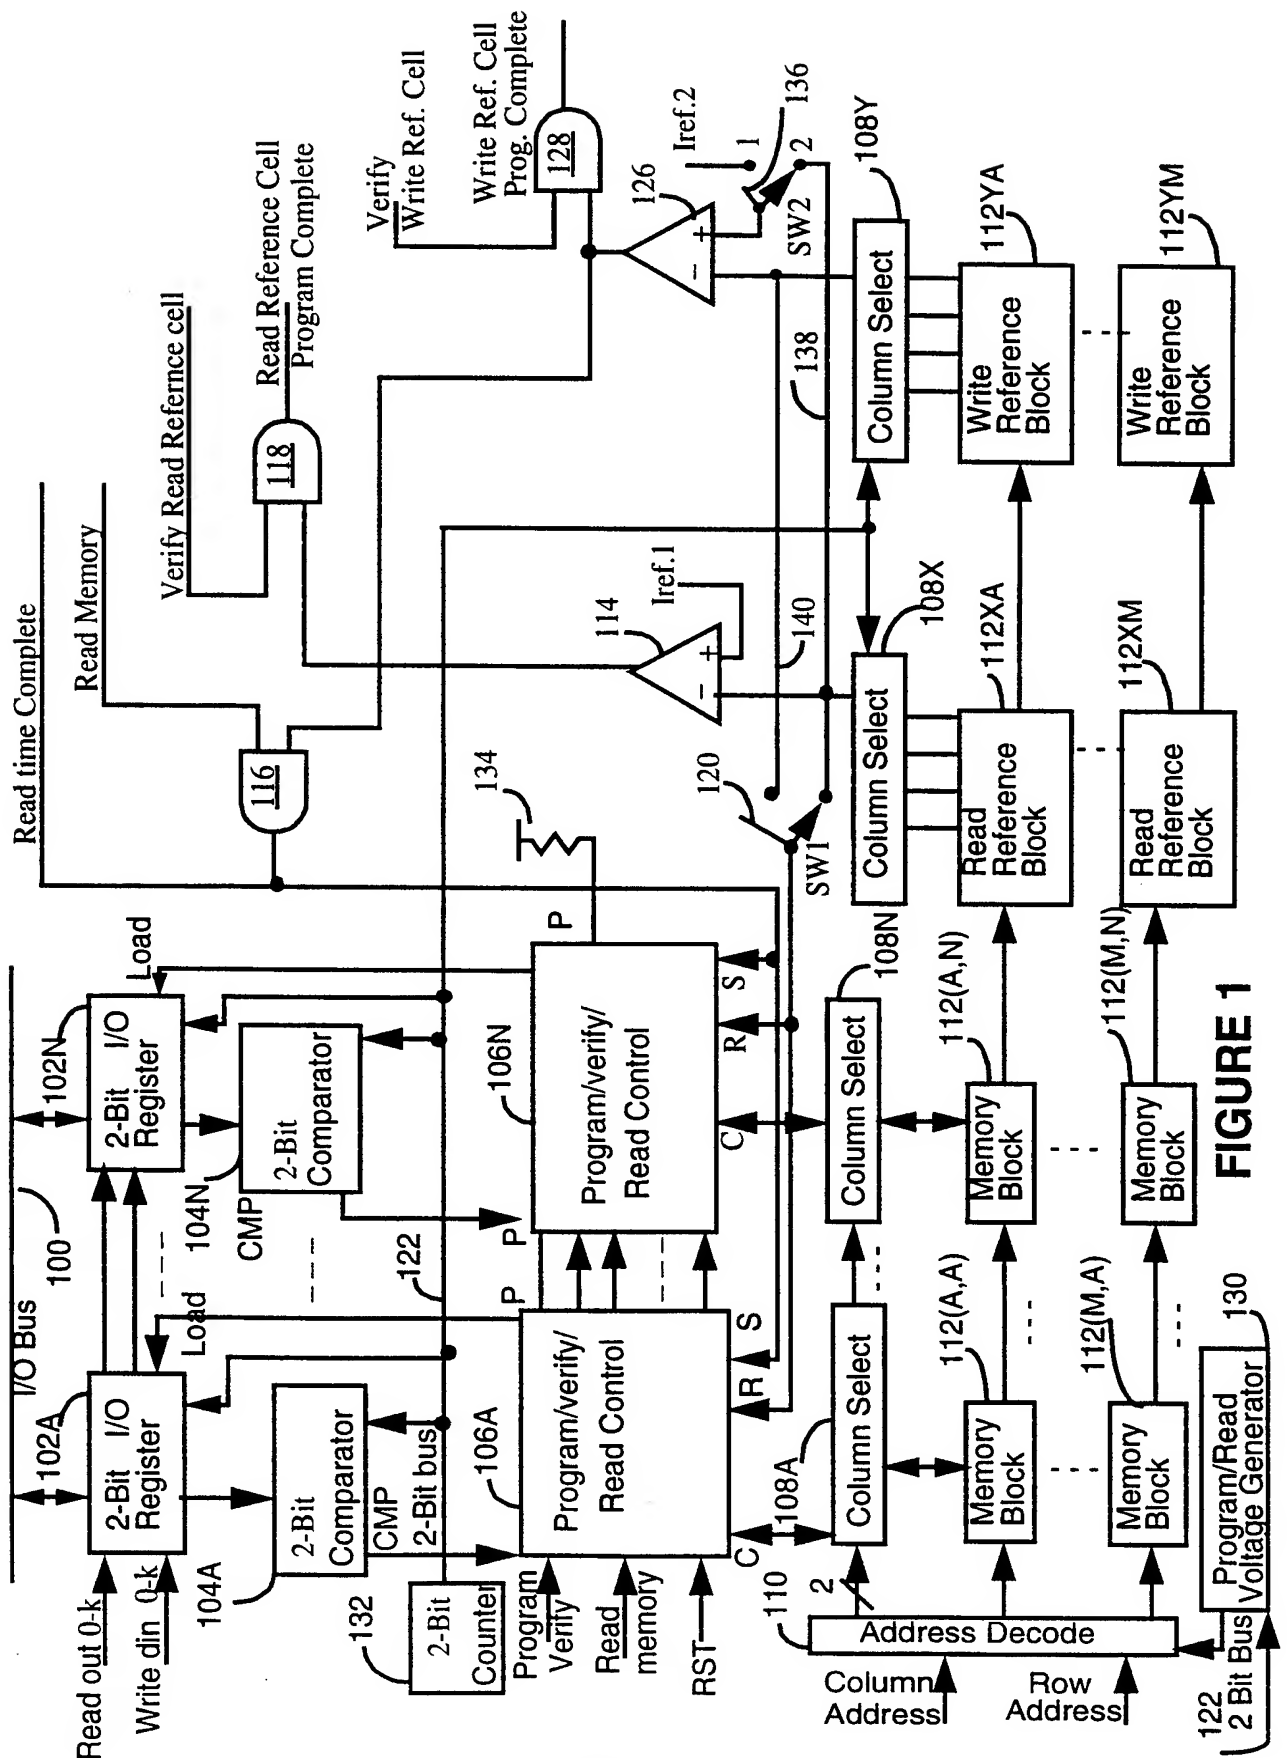 I/O Bus
100
Read out 0-k
Write din 0-k
102A
2-Bit I/O
Register
Load
102N
2-Bit I/O
Register
Load
Read time Complete
Read Memory
116
Verify Read Refernce cell
118
Read Reference Cell
Program Complete
Verify
Write Ref. Cell
128
Write Ref. Cell
Prog. Complete
104A
2-Bit
Comparator
CMP
104N
2-Bit
Comparator
CMP
132
2-Bit
Counter
2-Bit bus
122
134
P
114
Iref.1
126
Iref.2
1
2
136
SW2
Program
Verify
Read
memory
RST
106A
Program/verify/
Read Control
P
P
C
R
S
106N
Program/verify/
Read Control
C
R
S
120
SW1
140
138
110
2
108A
Column Select
108N
Column Select
108X
Column Select
108Y
Column Select
Column
Address
Row
Address
Address Decode
112(A,A)
Memory
Block
112(A,N)
Memory
Block
112XA
Read
Reference
Block
112YA
Write
Reference
Block
112(M,A)
Memory
Block
112(M,N)
Memory
Block
112XM
Read
Reference
Block
112YM
Write
Reference
Block
122
2 Bit Bus
Program/Read
Voltage Generator
130
FIGURE 1
+
−
+
−